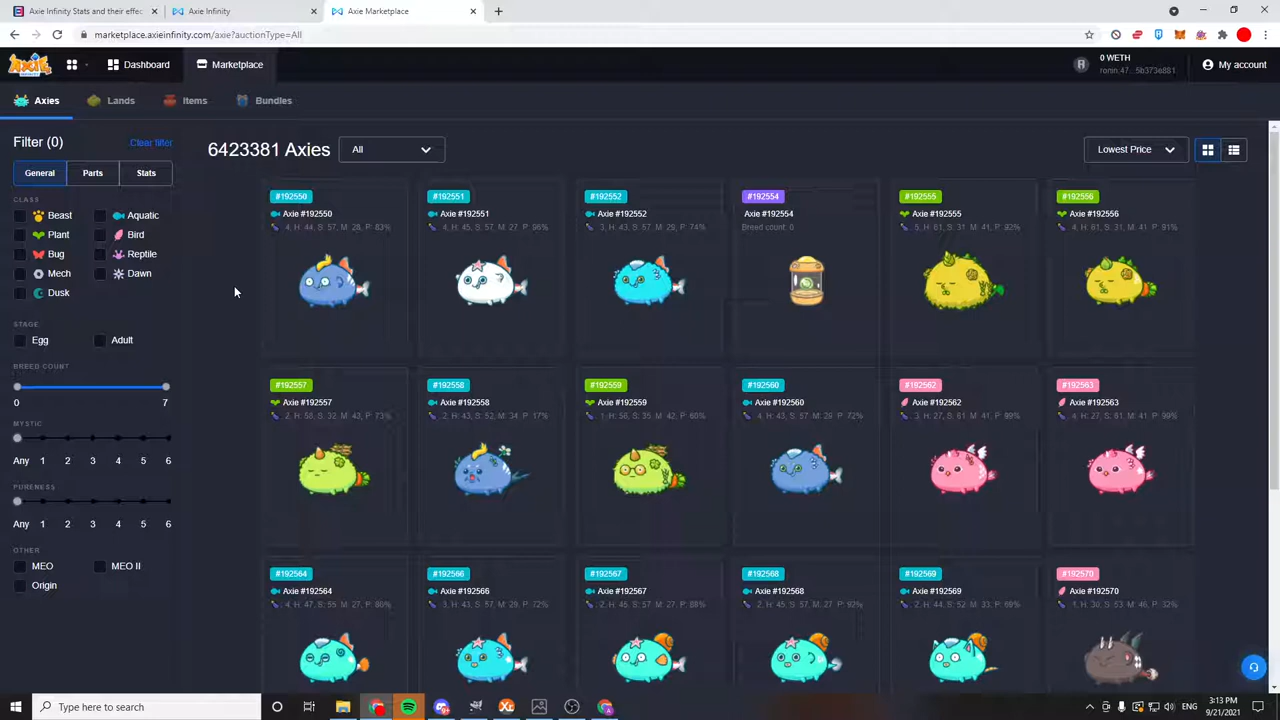 Axie Infinity Stats and their effec
Axie Infinity
Axie Marketplace
marketplace.axieinfinity.com/axie?auctionType=All
Dashboard
Marketplace
0 WETH
ronin:47...5b373e881
My account
Axies
Lands
Items
Bundles
Filter (0)
Clear filter
General
Parts
Stats
CLASS
Beast
Aquatic
Plant
Bird
Bug
Reptile
Mech
Dawn
Dusk
STAGE
Egg
Adult
BREED COUNT
0
7
MYSTIC
Any 1 2 3 4 5 6
PURENESS
Any 1 2 3 4 5 6
OTHER
MEO
MEO II
Origin
6423381 Axies
All
Lowest Price
#192550
Axie #192550
#192551
Axie #192551
#192552
Axie #192552
#192554
Axie #192554
Breed count: 0
#192555
Axie #192555
#192556
Axie #192556
#192557
Axie #192557
#192558
Axie #192558
#192559
Axie #192559
#192560
Axie #192560
#192562
Axie #192562
#192563
Axie #192563
#192564
Axie #192564
#192566
Axie #192566
#192567
Axie #192567
#192568
Axie #192568
#192569
Axie #192569
#192570
Axie #192570
Type here to search
ENG
3:13 PM
9/21/2021